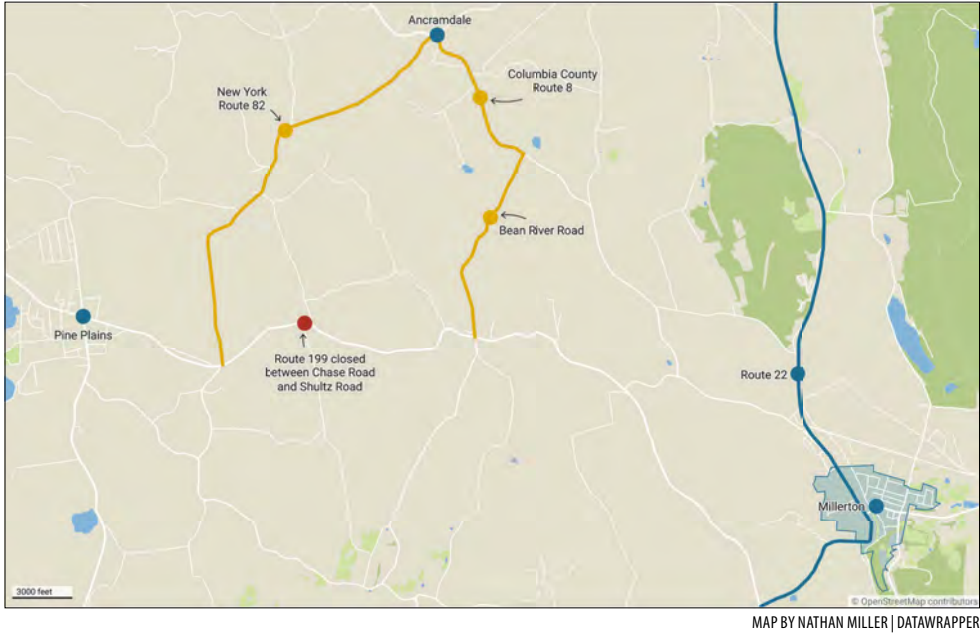 Ancramdale
Columbia County
Route 8
New York
Route 82
Bean River Road
Pine Plains
Route 199 closed
between Chase Road
and Shultz Road
Route 22
Millerton
3000 feet
© OpenStreetMap contributors
MAP BY NATHAN MILLER | DATAWRAPPER